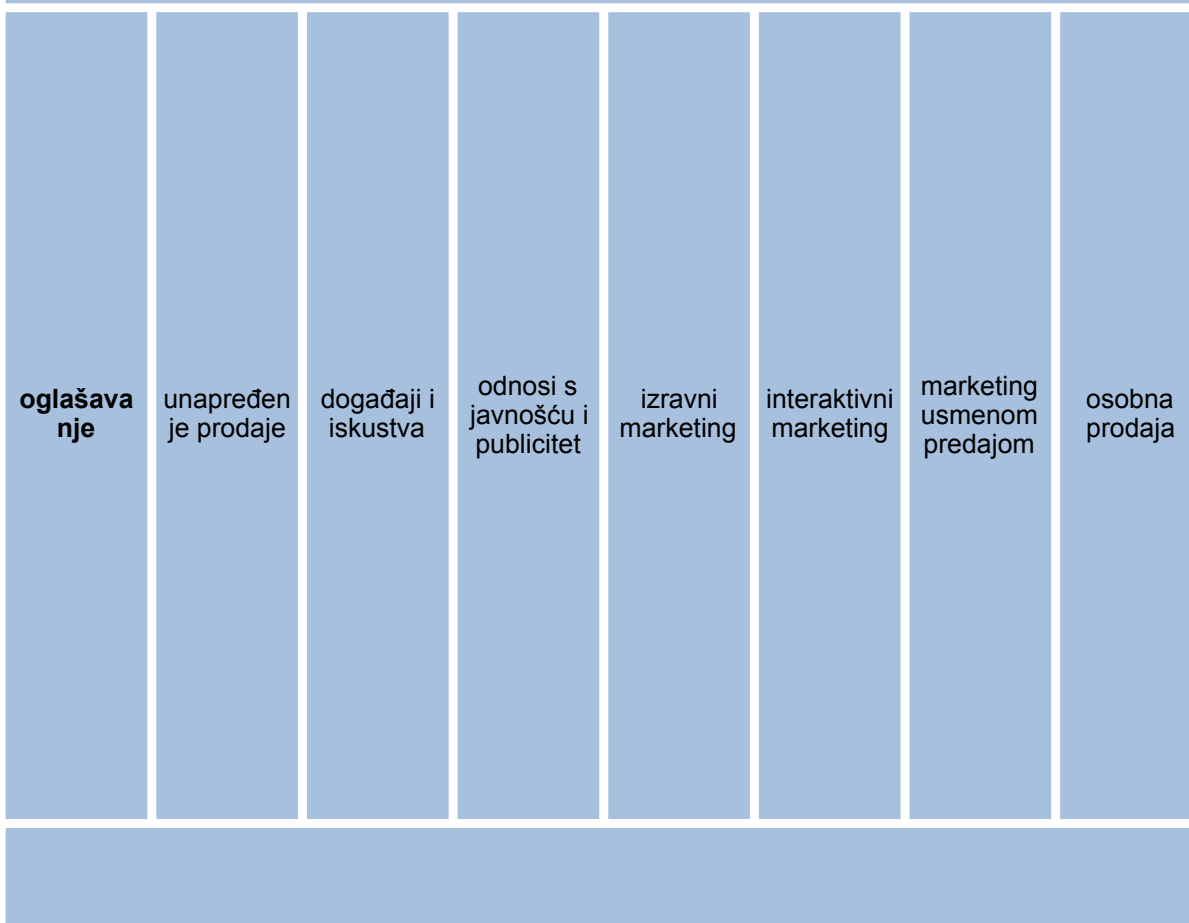 oglašava
nje
unapređen
je prodaje
događaji i
iskustva
odnosi s
javnošću i
publicitet
izravni
marketing
interaktivni
marketing
marketing
usmenom
predajom
osobna
prodaja